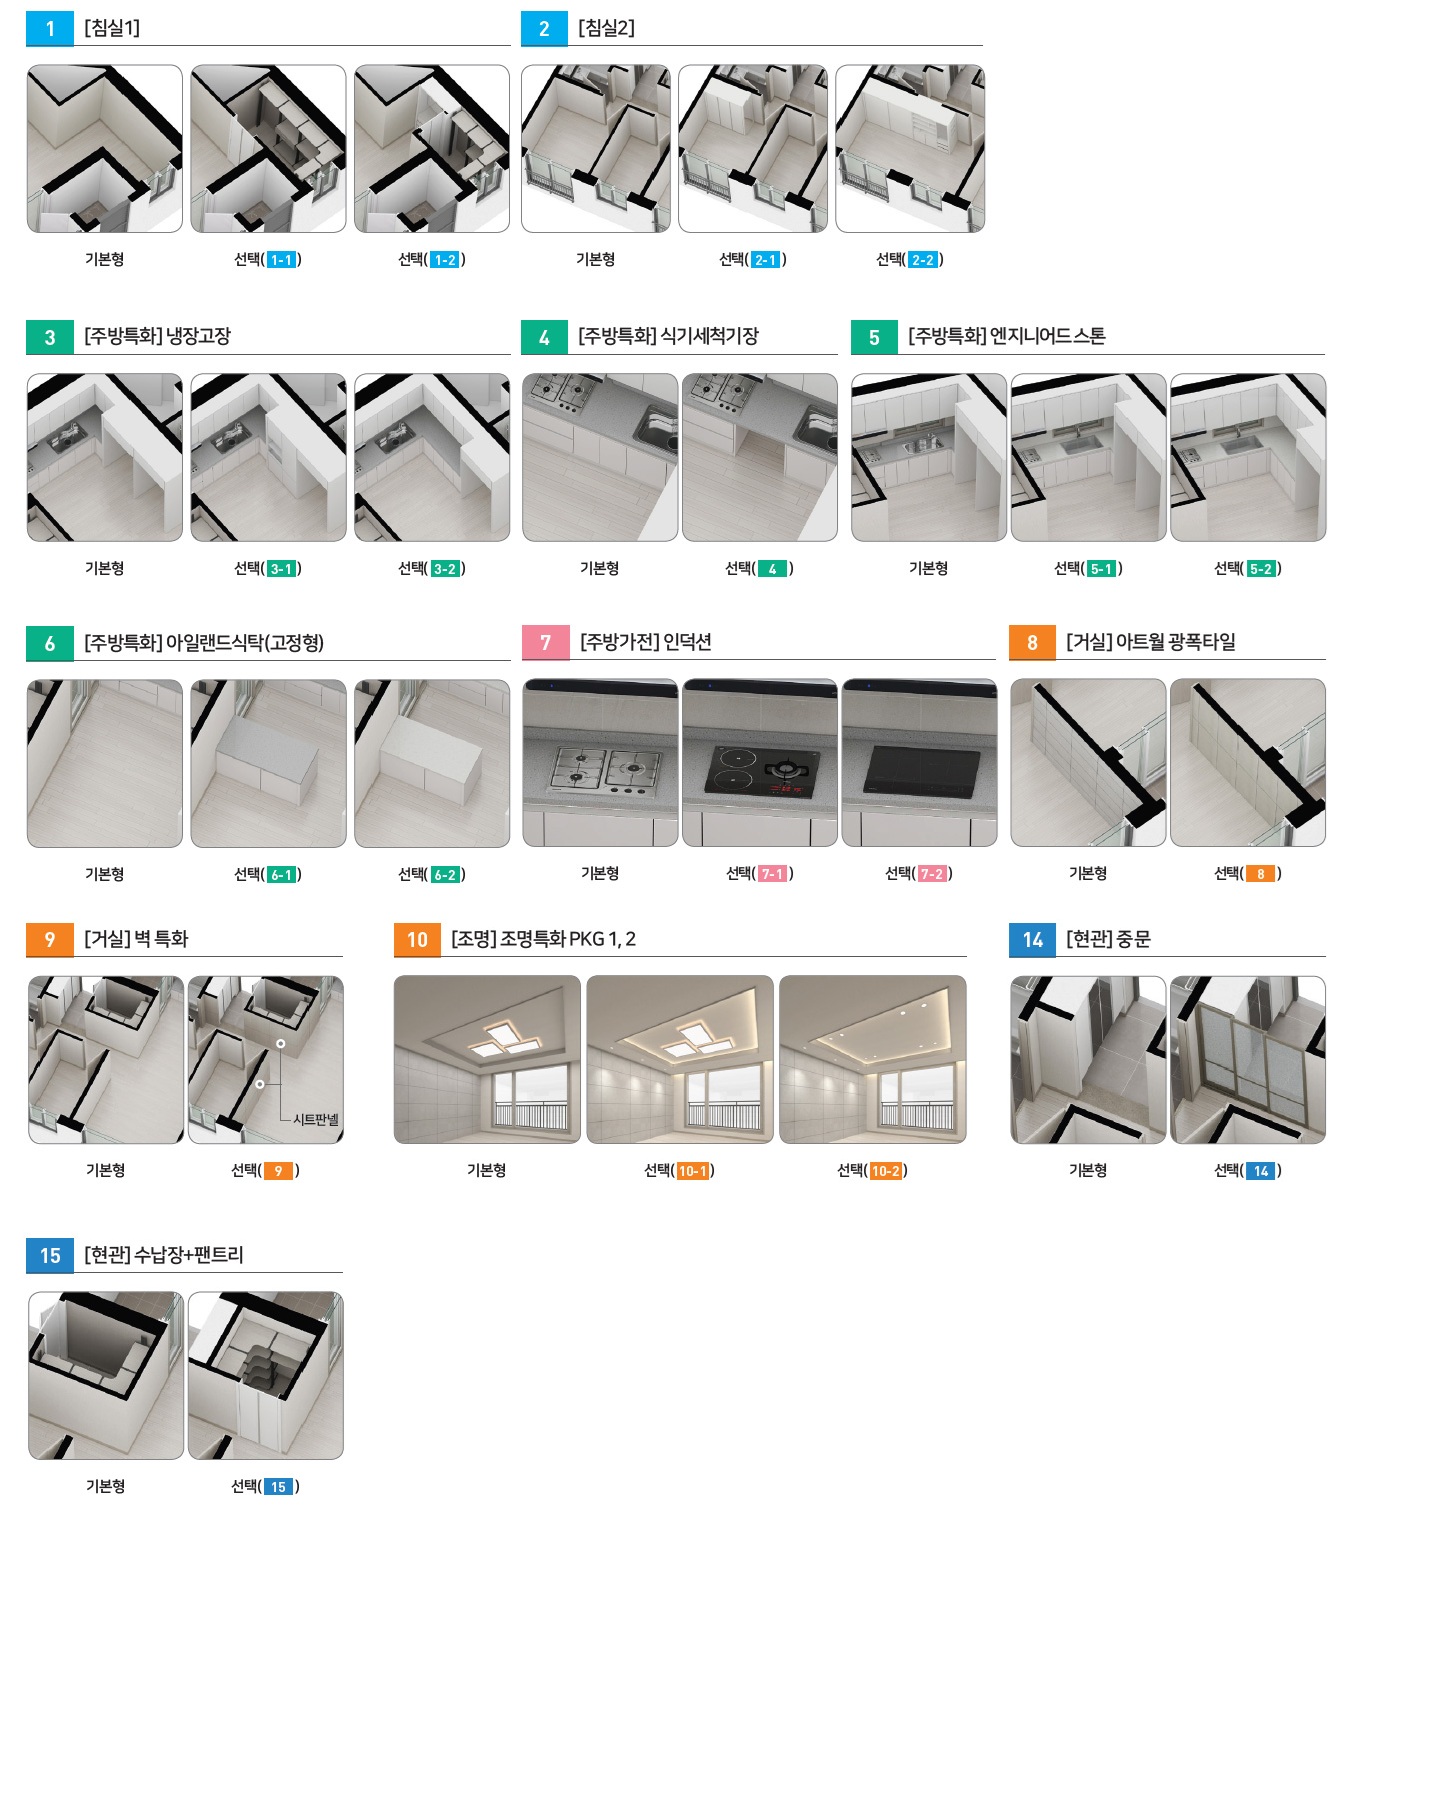 1 [침실1]
2 [침실2]
기본형 선택( 1-1 ) 선택( 1-2 ) 기본형 선택( 2-1 ) 선택( 2-2 )
3 [주방특화] 냉장고장
4 [주방특화] 식기세척기장
5 [주방특화] 엔지니어드 스톤
기본형 선택( 3-1 ) 선택( 3-2 ) 기본형 선택( 4 ) 기본형 선택( 5-1 ) 선택( 5-2 )
6 [주방특화] 아일랜드식탁(고정형)
7 [주방가전] 인덕션
8 [거실] 아트월 광폭타일
기본형 선택( 6-1 ) 선택( 6-2 ) 기본형 선택( 7-1 ) 선택( 7-2 ) 기본형 선택( 8 )
9 [거실] 벽 특화
10 [조명] 조명특화 PKG 1, 2
14 [현관] 중문
시트판넬
기본형 선택( 9 ) 기본형 선택( 10-1 ) 선택( 10-2 ) 기본형 선택( 14 )
15 [현관] 수납장+팬트리
기본형 선택( 15 )